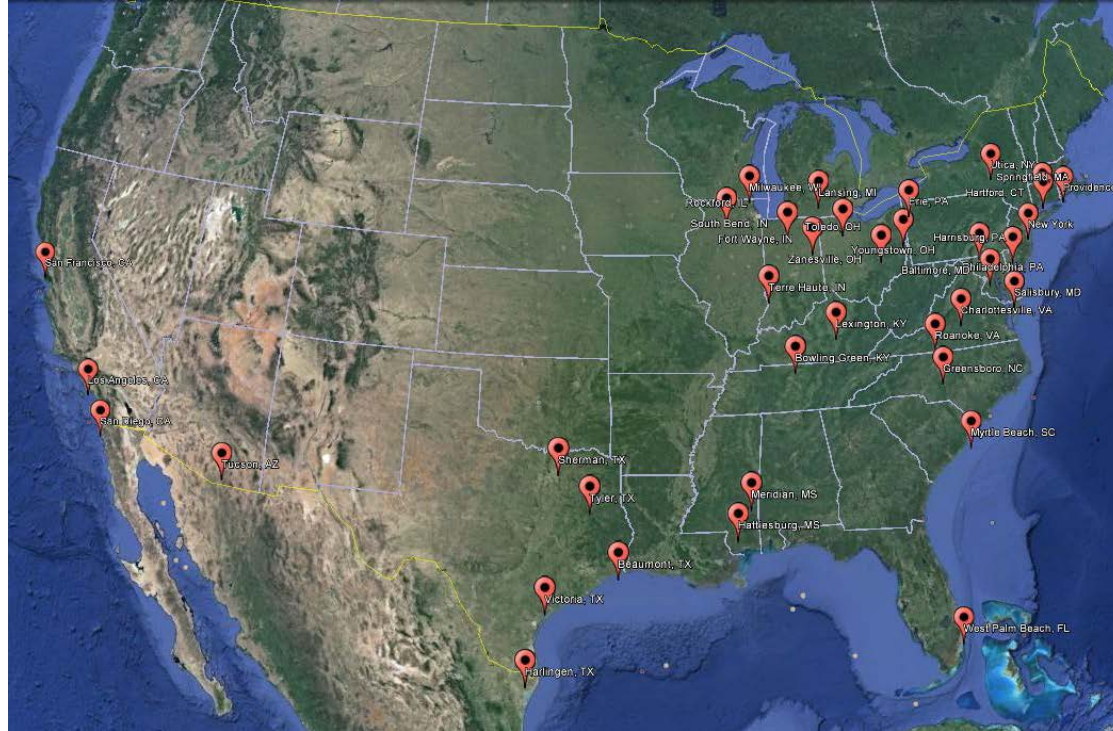 Utica, NY
Springfield, MA
Milwaukee, WI
Lansing, MI
Hartford, CT
Providence
Rockford, IL
Erie, PA
South Bend, IN
Toledo, OH
New York
Fort Wayne, IN
Youngstown, OH
Harrisburg, PA
Zanesville, OH
Philadelphia, PA
Baltimore, MD
San Francisco, CA
Terre Haute, IN
Salisbury, MD
Charlottesville, VA
Lexington, KY
Roanoke, VA
Bowling Green, KY
Greensboro, NC
Los Angeles, CA
San Diego, CA
Myrtle Beach, SC
Sherman, TX
Tucson, AZ
Meridian, MS
Tyler, TX
Hattiesburg, MS
Beaumont, TX
Victoria, TX
West Palm Beach, FL
Harlingen, TX